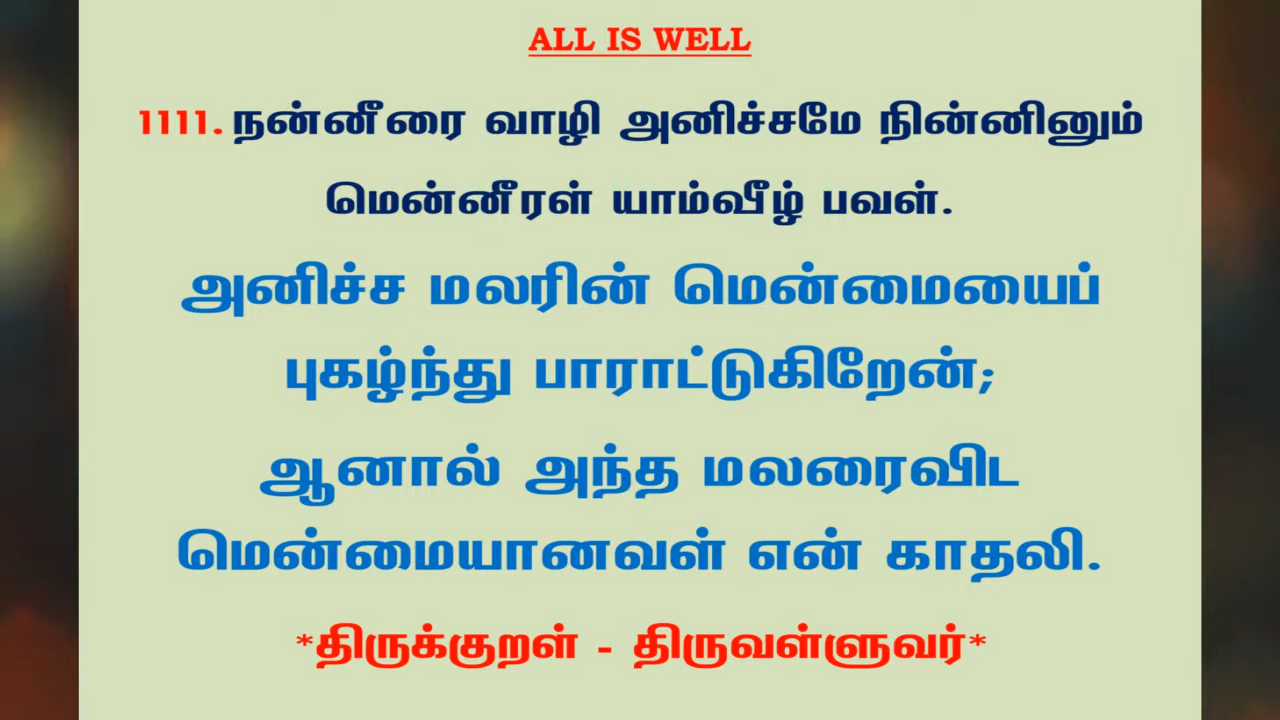 ALL IS WELL
1111. நன்னீரை வாழி அனிச்சமே நின்னினும்
மென்னீரள் யாம்வீழ் பவள்.
அனிச்ச மலரின் மென்மையைப்
புகழ்ந்து பாராட்டுகிறேன்;
ஆனால் அந்த மலரைவிட
மென்மையானவள் என் காதலி.
*திருக்குறள் - திருவள்ளுவர்*